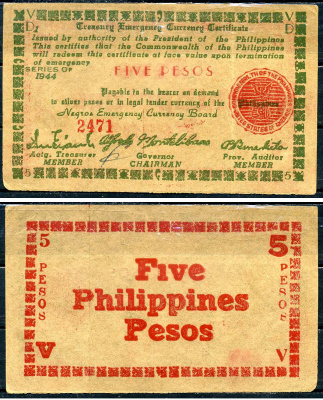 V V
D1 D
Treasury Emergency Currency Certificate
Issued by authority of the President of the Philippines
This certifies that the Commonwealth of the Philippines
will redeem this certificate at face value upon termination
of emergency
SERIES OF
1944
FIVE PESOS
Payable to the bearer on demand
in silver pesos or in legal tender currency of the
Philippines
Negros Emergency Currency Board
2471
Actg. Treasurer
MEMBER
Governor
CHAIRMAN
Prov. Auditor
MEMBER
5 5
5 5
PESOS PESOS
Five
Philippines
Pesos
V V